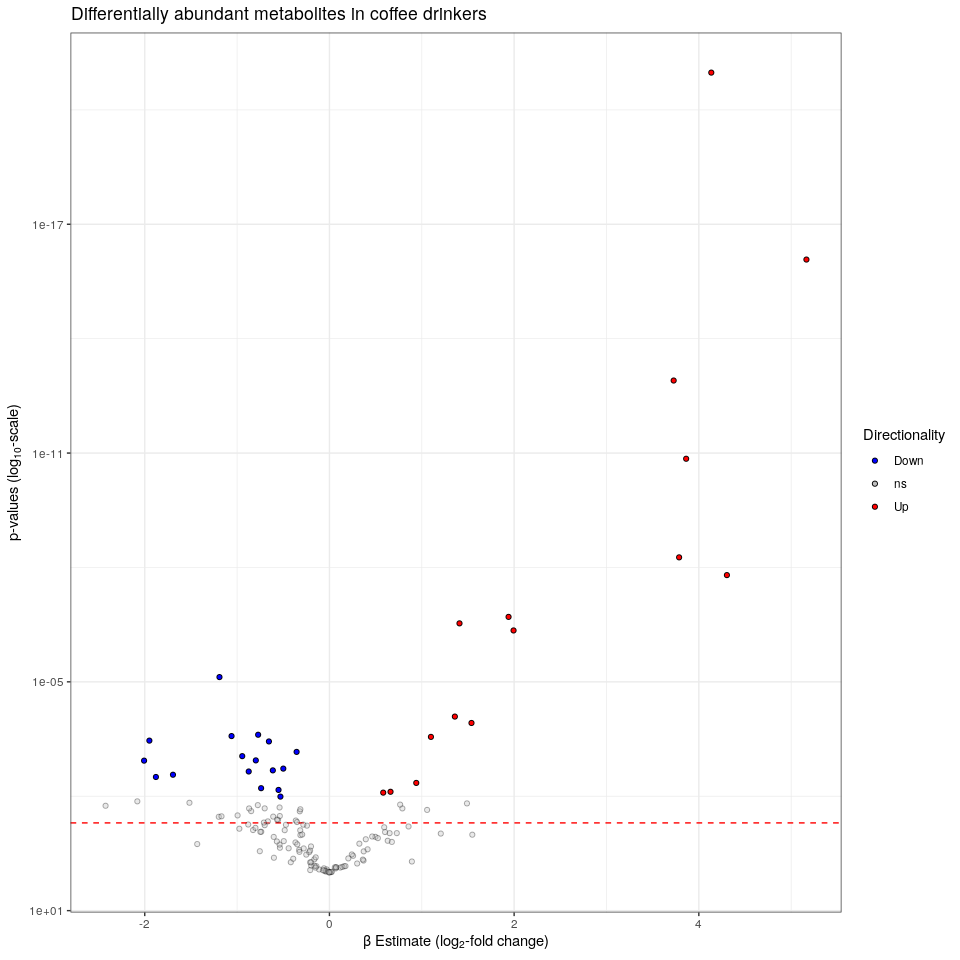 Differentially abundant metabolites in coffee drinkers
1e-17
1e-11
1e-05
1e+01
p-values (log₁₀-scale)
-2
0
2
4
β Estimate (log₂-fold change)
Directionality
Down
ns
Up